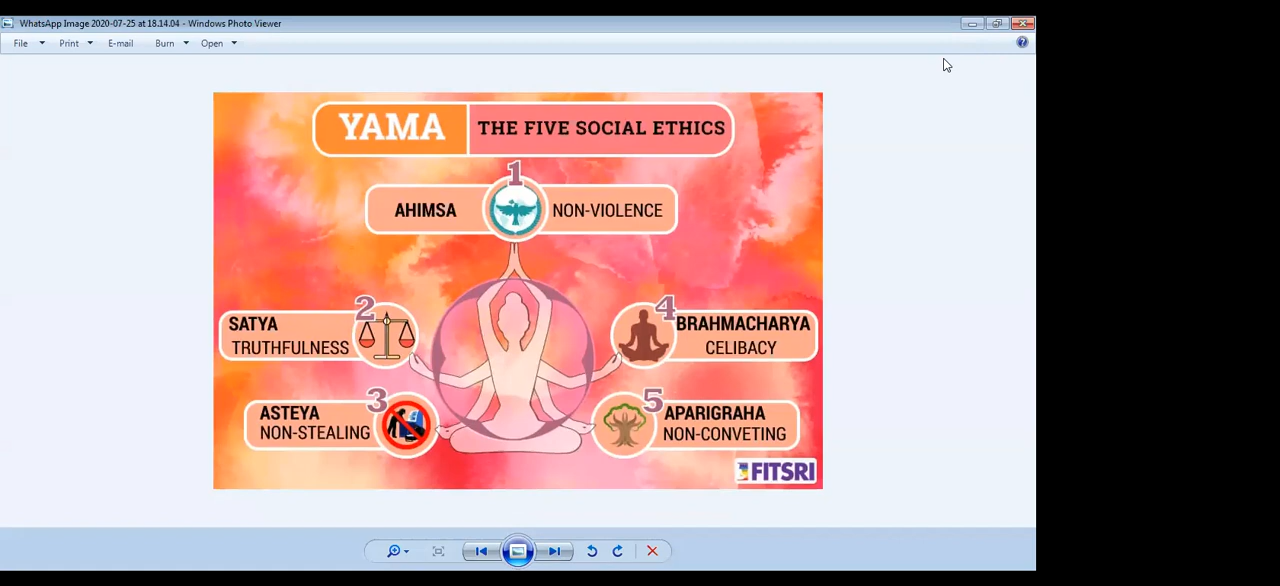 WhatsApp Image 2020-07-25 at 18.14.04 - Windows Photo Viewer
File Print E-mail Burn Open
YAMA THE FIVE SOCIAL ETHICS
1
AHIMSA NON-VIOLENCE
2
SATYA
TRUTHFULNESS
3
ASTEYA
NON-STEALING
4
BRAHMACHARYA
CELIBACY
5
APARIGRAHA
NON-CONVETING
FITSRI